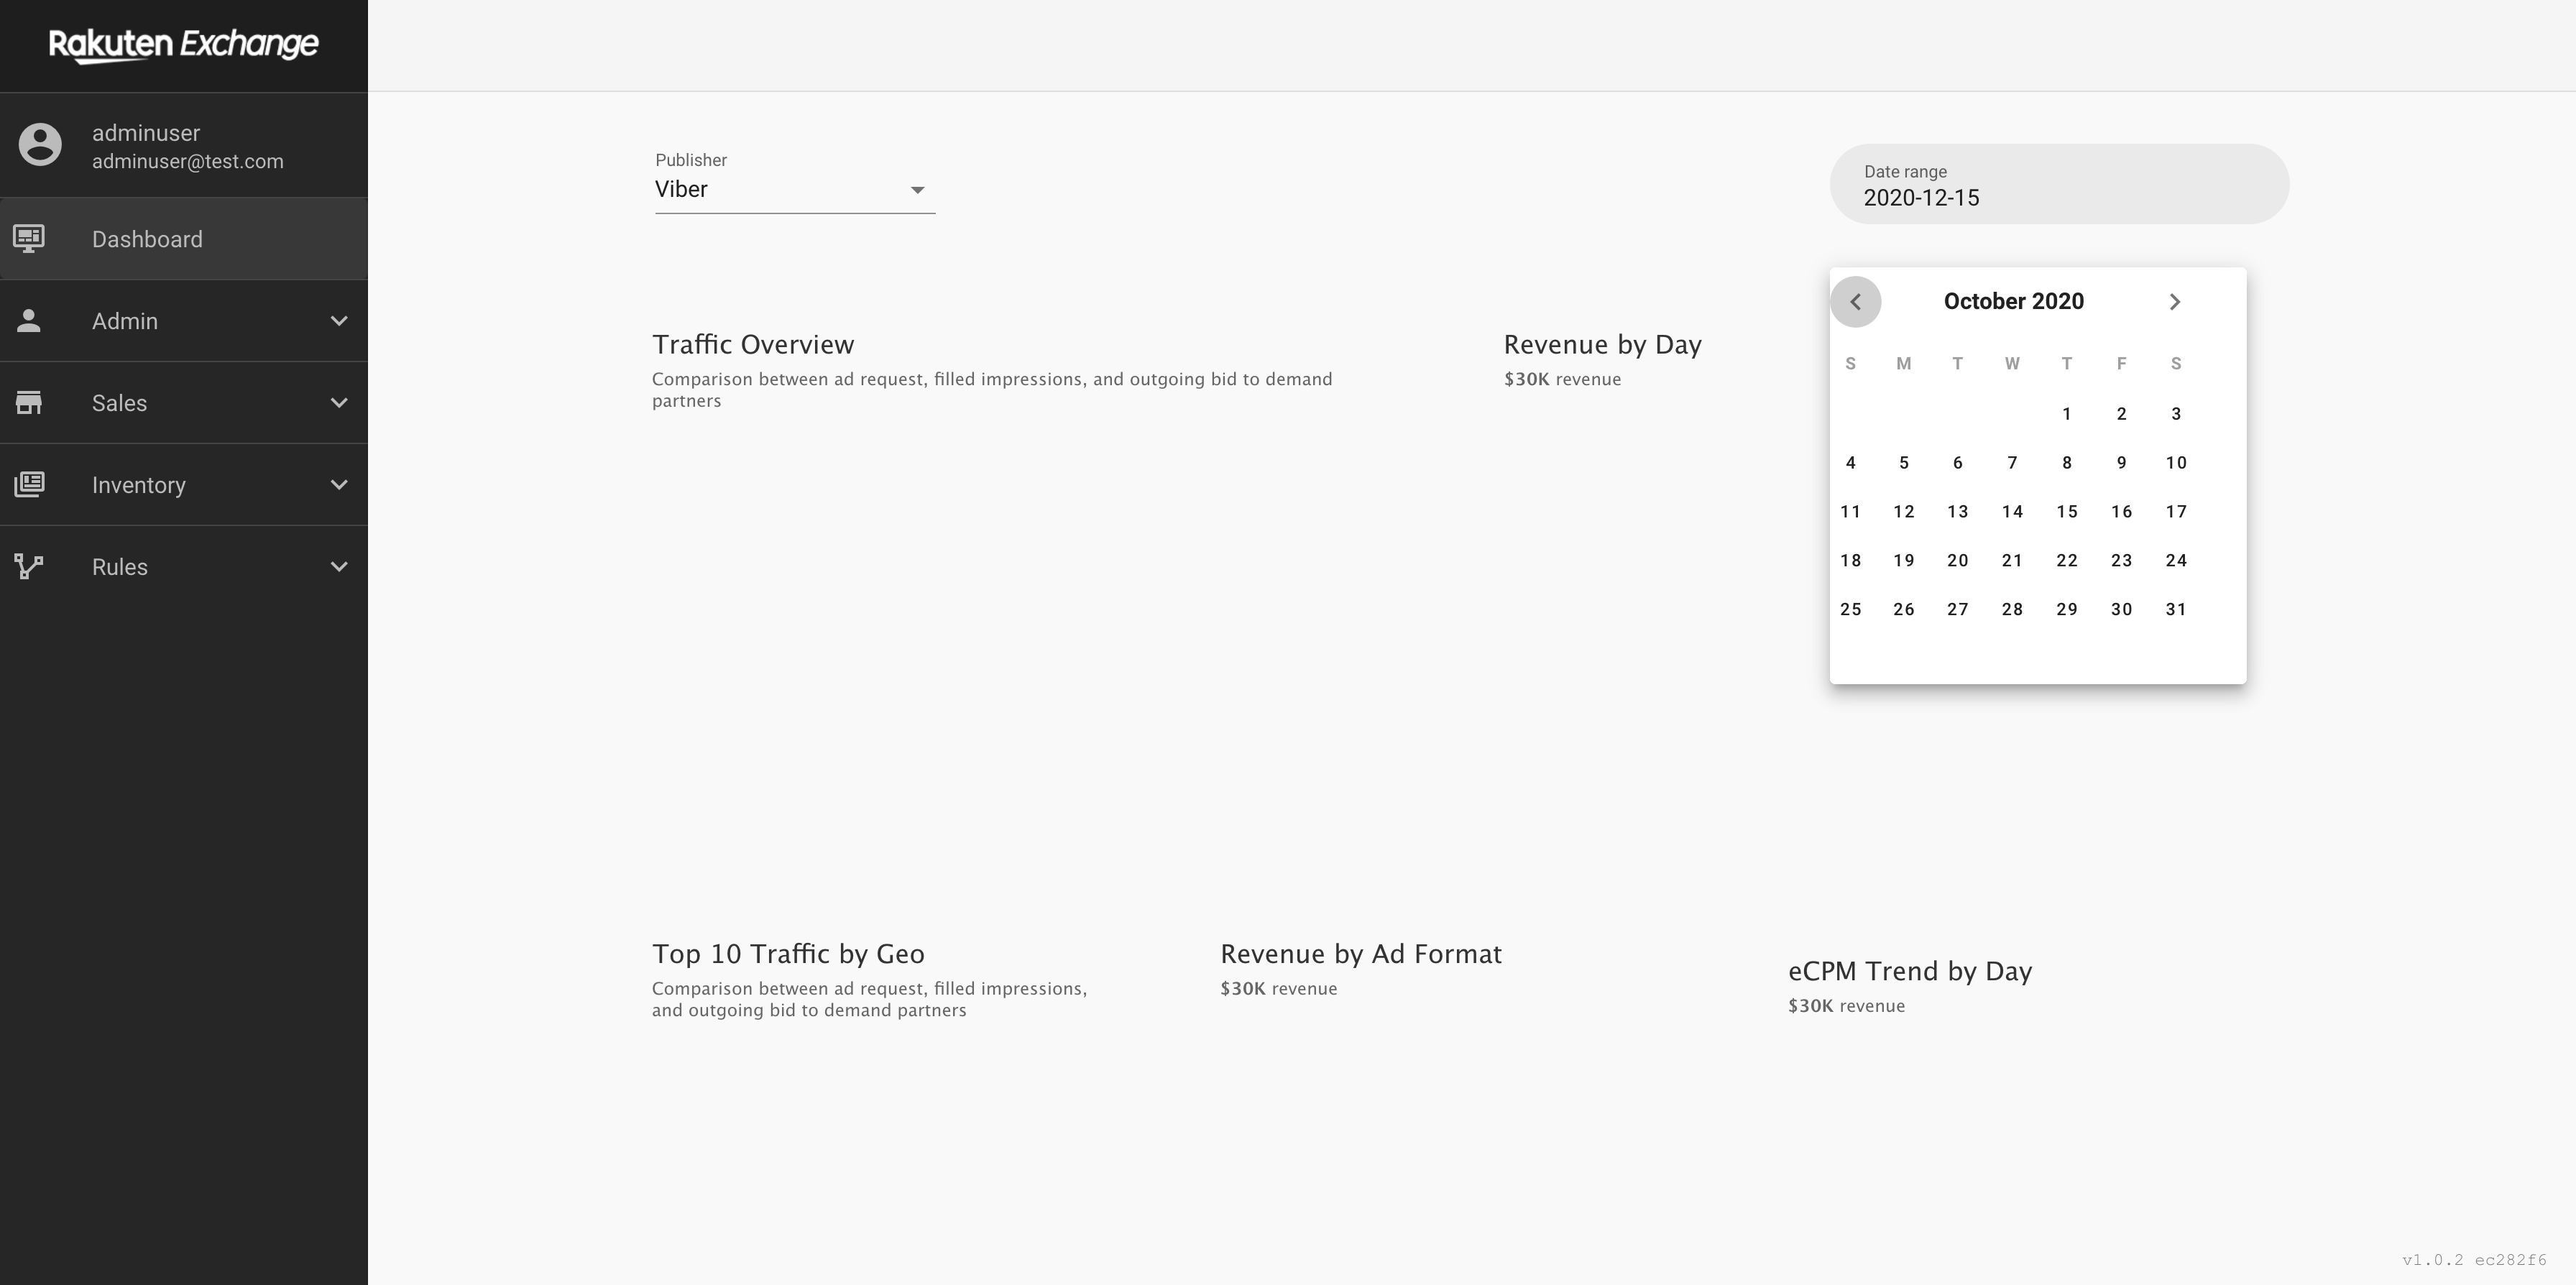 Rakuten Exchange
adminuser
adminuser@test.com
Dashboard
Admin
Sales
Inventory
Rules
Publisher
Viber
Date range
2020-12-15
October 2020
S M T W T F S
1 2 3
4 5 6 7 8 9 10
11 12 13 14 15 16 17
18 19 20 21 22 23 24
25 26 27 28 29 30 31
Traffic Overview
Comparison between ad request, filled impressions, and outgoing bid to demand
partners
Revenue by Day
$30K revenue
Top 10 Traffic by Geo
Comparison between ad request, filled impressions,
and outgoing bid to demand partners
Revenue by Ad Format
$30K revenue
eCPM Trend by Day
$30K revenue
v1.0.2 ec282f6